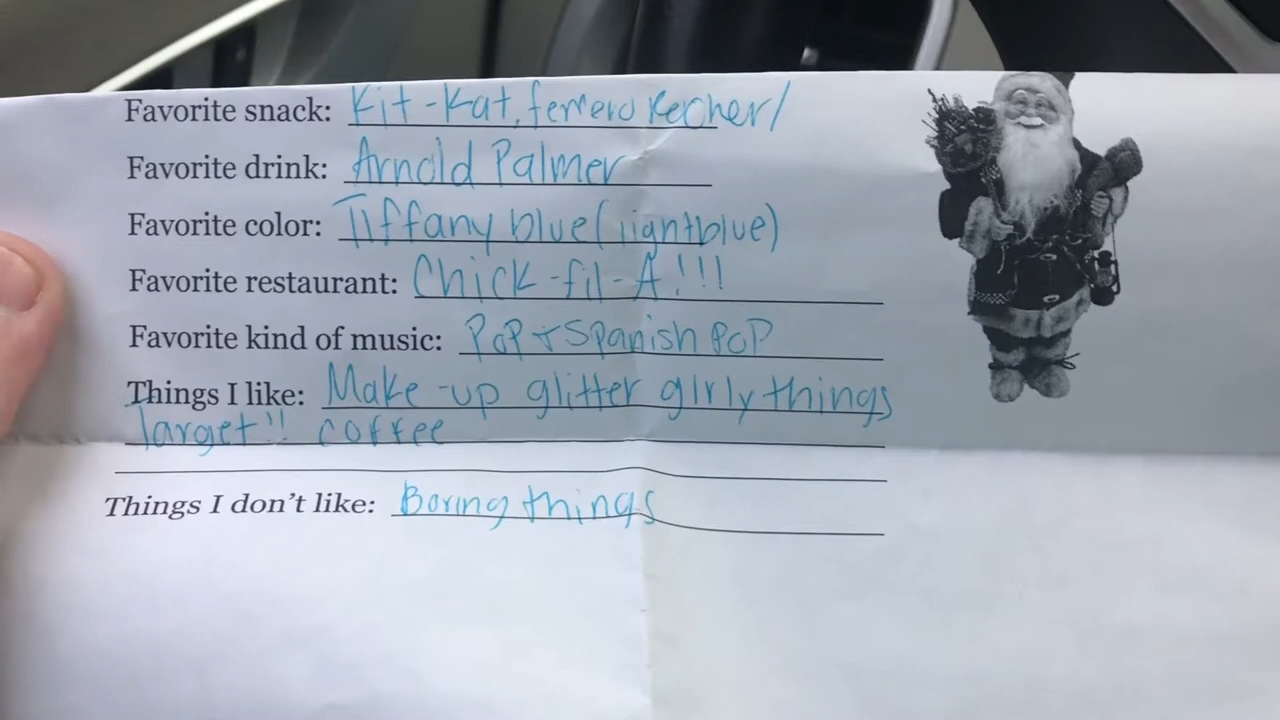 Favorite snack: Kit-Kat, ferrero Rocher/
Favorite drink: Arnold Palmer
Favorite color: Tiffany blue (lightblue)
Favorite restaurant: Chick-fil-A!!!
Favorite kind of music: POP + Spanish POP
Things I like: Make-up glitter girly things
Target!! coffee
Things I don't like: Boring things